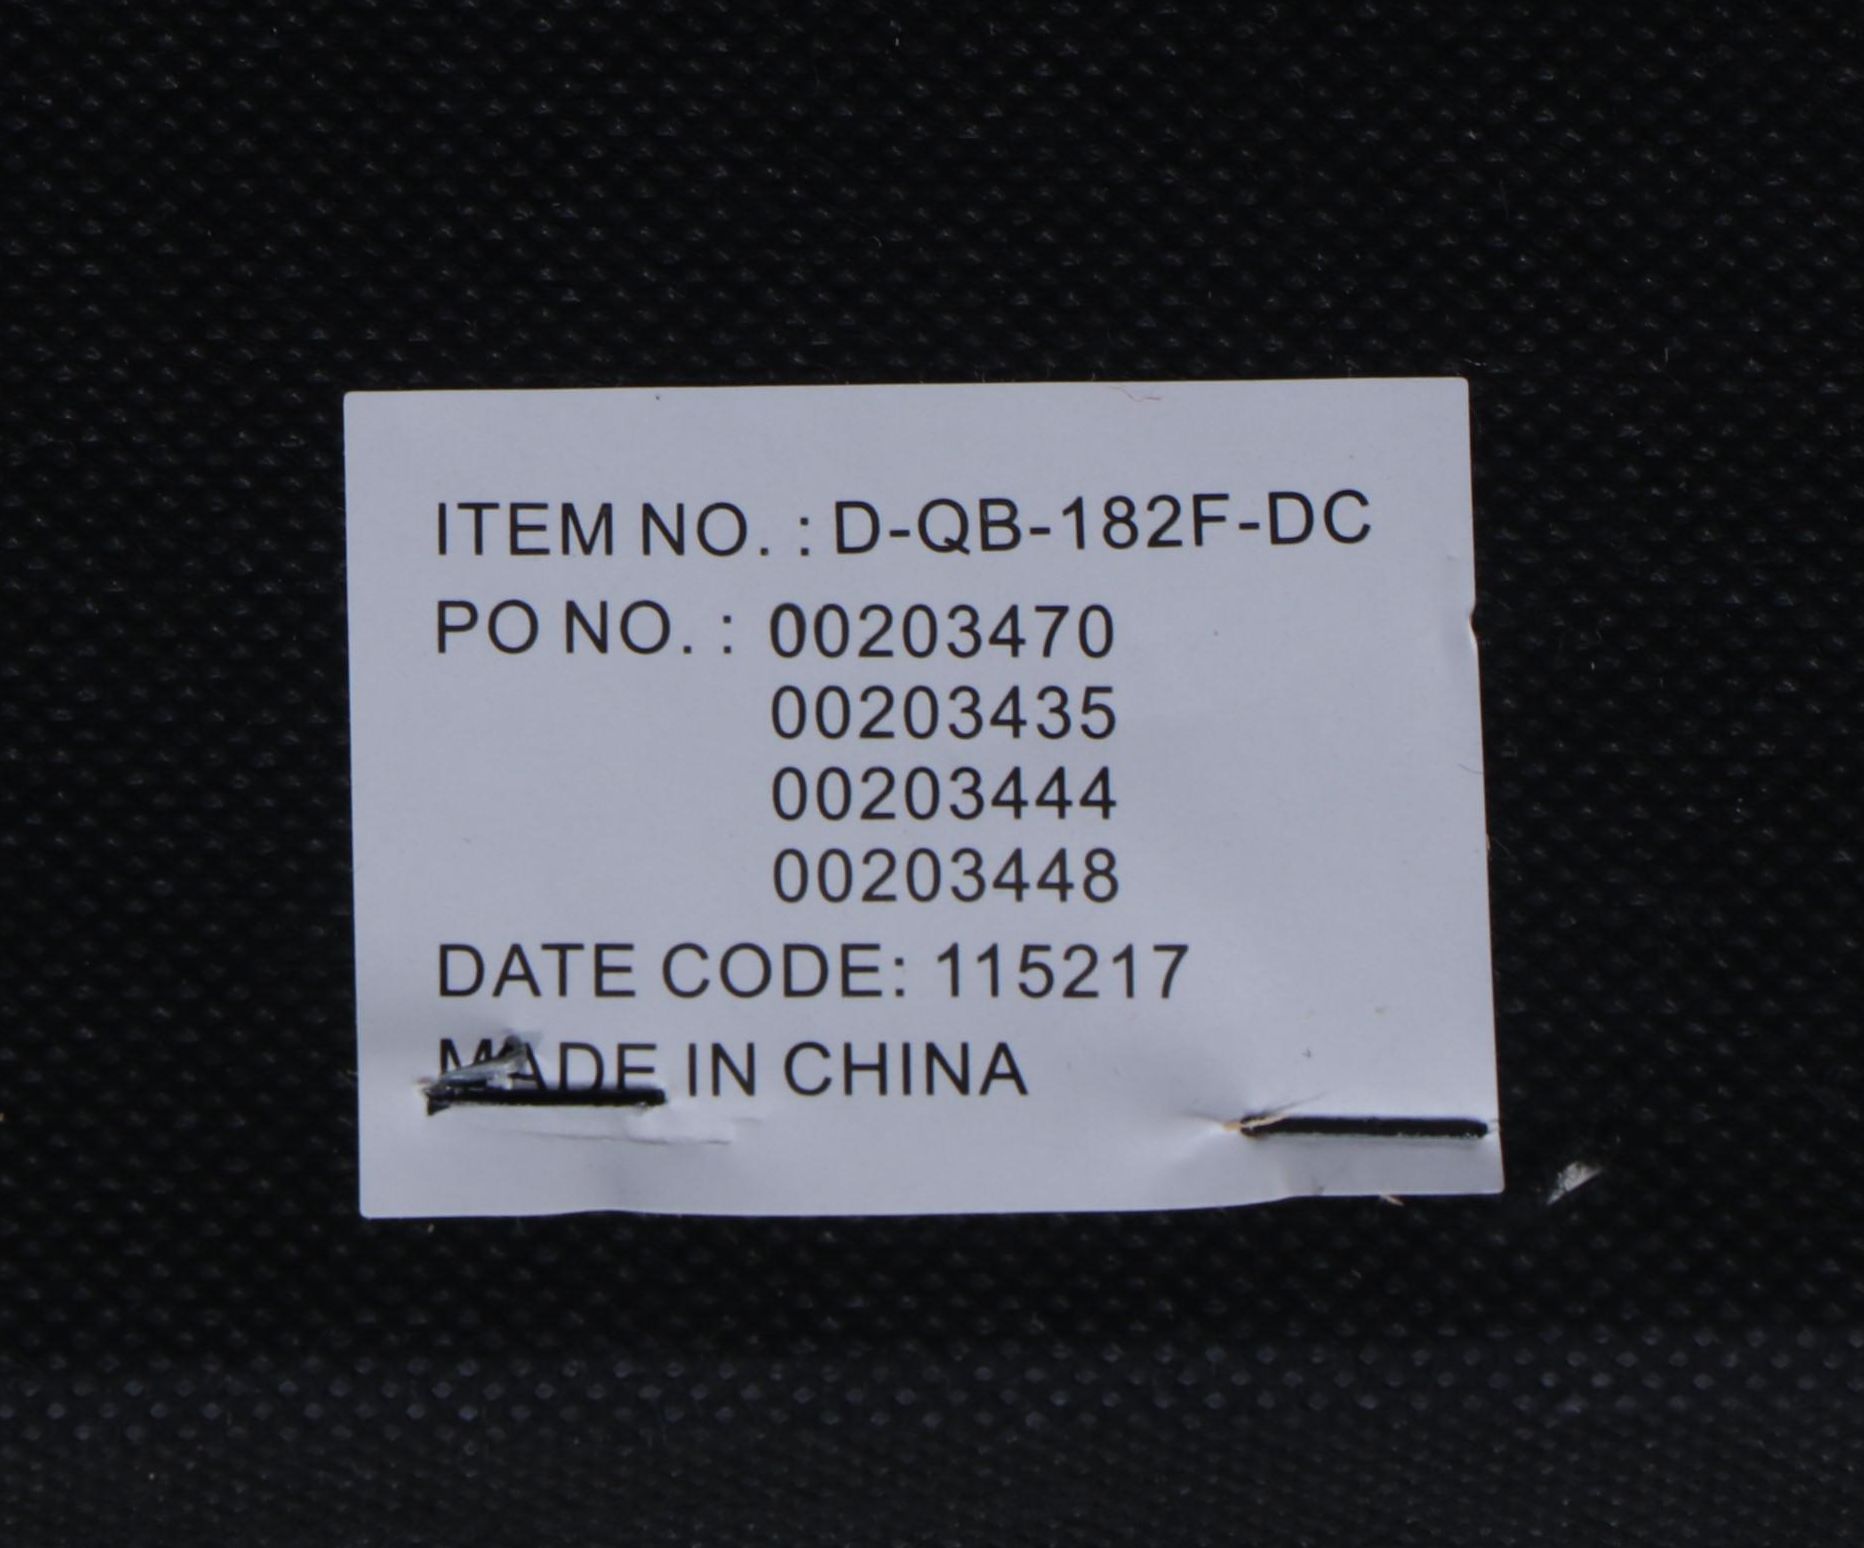 ITEM NO. : D-QB-182F-DC
PO NO. : 00203470
00203435
00203444
00203448
DATE CODE: 115217
MADE IN CHINA